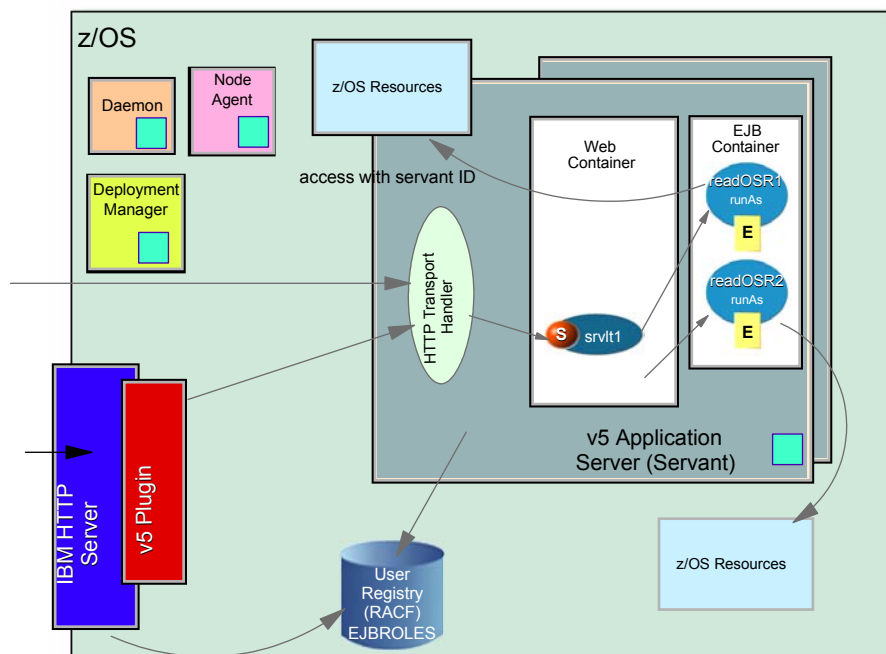 z/OS
Daemon
Node
Agent
Deployment
Manager
z/OS Resources
access with servant ID
Web
Container
EJB
Container
readOSR1
runAs
E
readOSR2
runAs
E
HTTP Transport
Handler
S
srvlt1
v5 Application
Server (Servant)
IBM HTTP
Server
v5 Plugin
User
Registry
(RACF)
EJBROLES
z/OS Resources